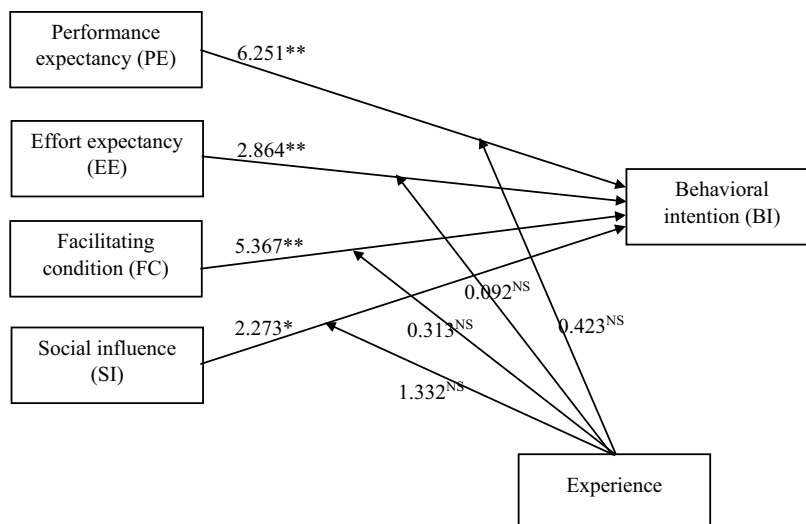 Performance
expectancy (PE)
6.251**
Effort expectancy
(EE)
2.864**
Behavioral
intention (BI)
Facilitating
condition (FC)
5.367**
0.092NS
0.423NS
0.313NS
Social influence
(SI)
2.273*
1.332NS
Experience